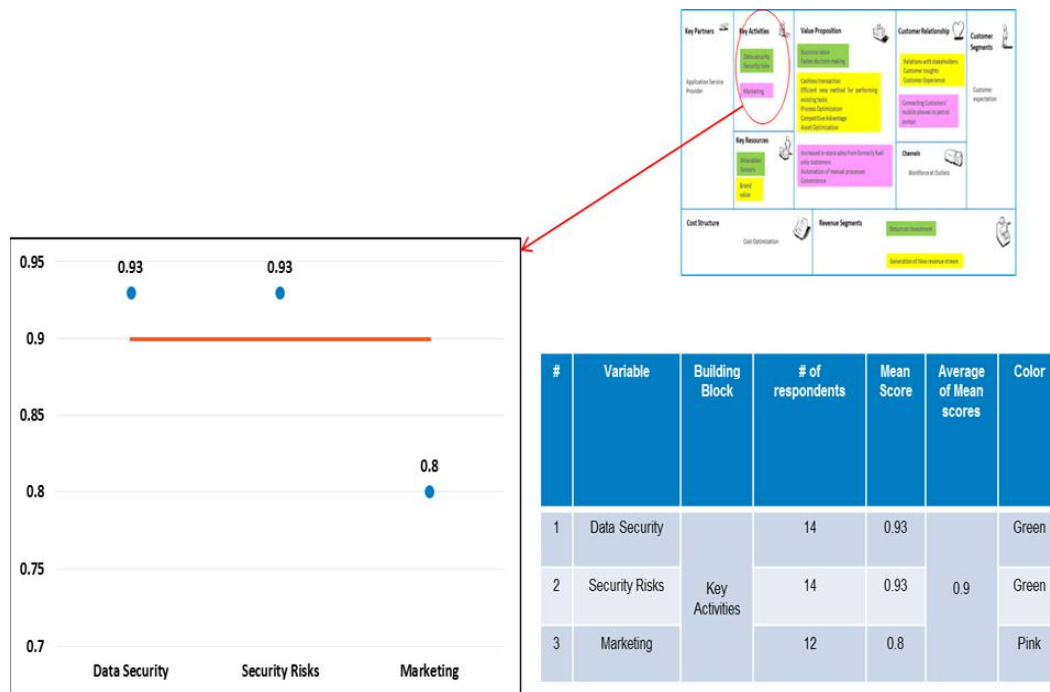 Key Partners
Key Activities
Value Proposition
Customer Relationship
Customer
Segments
Data security
Security risks
Business value
Faster decision making
Relations with stakeholders
Customer Insights
Customer Experience
Application Service
Provider
Marketing
Cashless transaction
Efficient new method for performing
existing tasks
Process Optimization
Competitive Advantage
Asset Optimization
Customer
expectation
Connecting Customers'
mobile phones to petrol
pumps
Key Resources
Brand
value
Increased in-store sales from formerly fuel-
only customers
Automation of manual processes
Convenience
Channels
Workforce at Outlets
Cost Structure
Cost Optimization
Revenue Segments
Return on Investment
Generation of New revenue stream
0.95
0.9
0.85
0.8
0.75
0.7
0.93
0.93
0.8
Data Security
Security Risks
Marketing
# Variable Building Block # of respondents Mean Score Average of Mean scores Color
1 Data Security Key Activities 14 0.93 0.9 Green
2 Security Risks 14 0.93 Green
3 Marketing 12 0.8 Pink